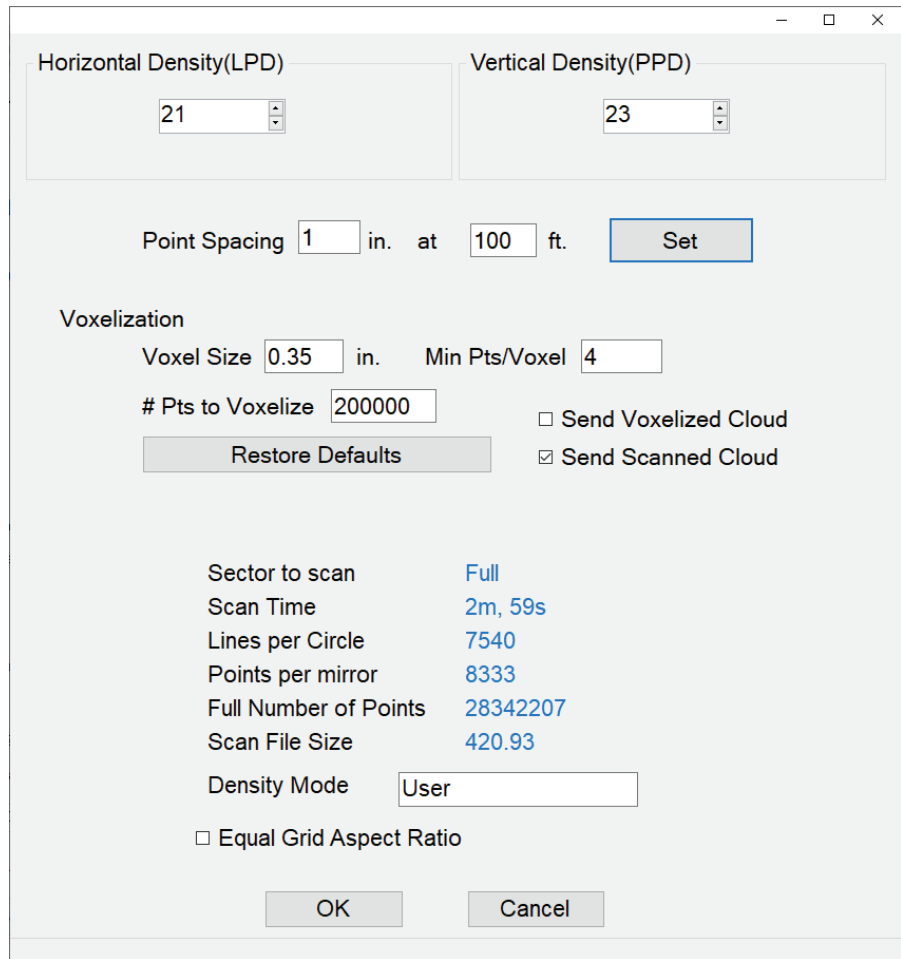 Horizontal Density(LPD) Vertical Density(PPD)
21 23
Point Spacing 1 in. at 100 ft. Set
Voxelization
Voxel Size 0.35 in. Min Pts/Voxel 4
# Pts to Voxelize 200000
Send Voxelized Cloud
Restore Defaults Send Scanned Cloud
Sector to scan Full
Scan Time 2m, 59s
Lines per Circle 7540
Points per mirror 8333
Full Number of Points 28342207
Scan File Size 420.93
Density Mode User
Equal Grid Aspect Ratio
OK Cancel